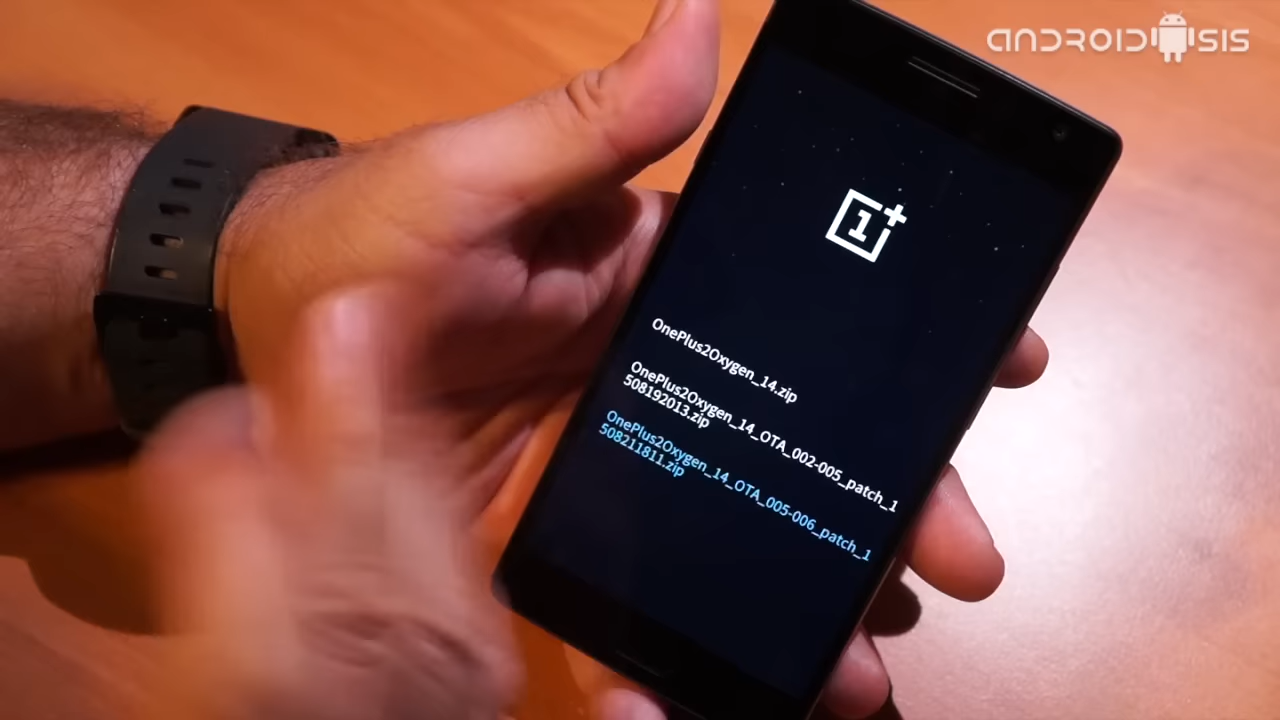 ANDROIDSIS
1+
OnePlus2Oxygen_14.zip
OnePlus2Oxygen_14_OTA_002-005_patch_1
508192013.zip
OnePlus2Oxygen_14_OTA_005-006_patch_1
508211811.zip